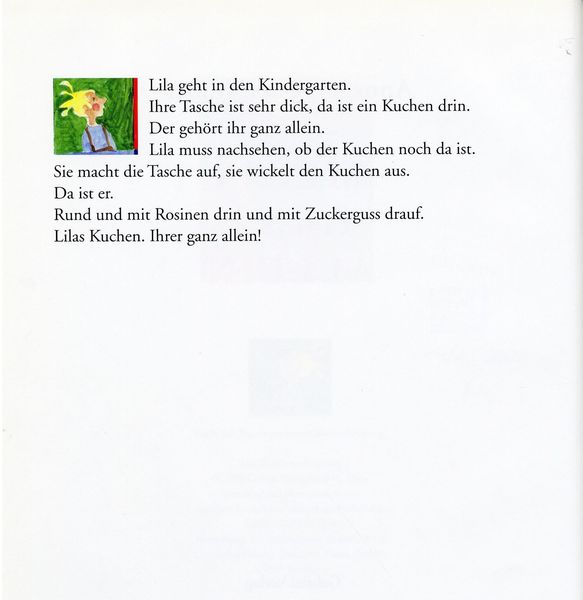 Lila geht in den Kindergarten.
Ihre Tasche ist sehr dick, da ist ein Kuchen drin.
Der gehört ihr ganz allein.
Lila muss nachsehen, ob der Kuchen noch da ist.
Sie macht die Tasche auf, sie wickelt den Kuchen aus.
Da ist er.
Rund und mit Rosinen drin und mit Zuckerguss drauf.
Lilas Kuchen. Ihrer ganz allein!